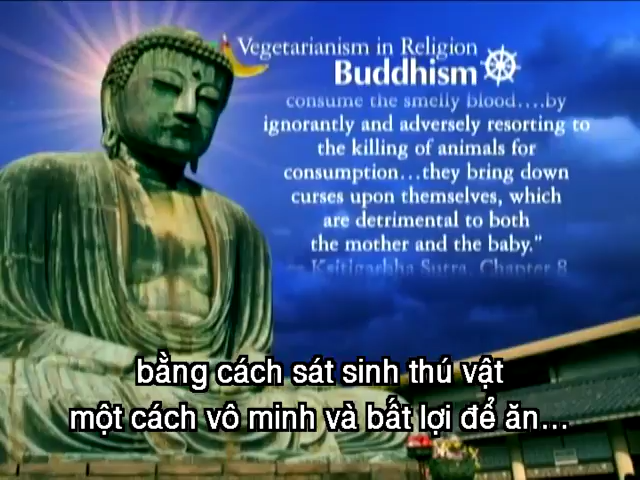 Vegetarianism in Religion
Buddhism
consume the smelly blood....by
ignorantly and adversely resorting to
the killing of animals for
consumption...they bring down
curses upon themselves, which
are detrimental to both
the mother and the baby."
Ksitigarbha Sutra, Chapter 8
bằng cách sát sinh thú vật
một cách vô minh và bất lợi để ăn...